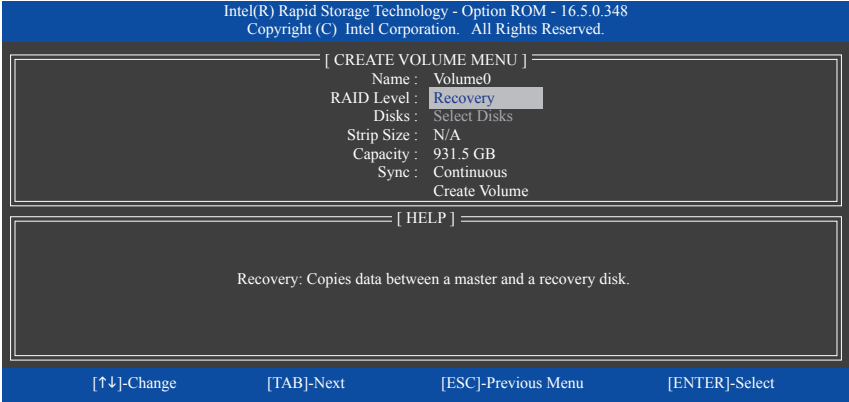 Intel(R) Rapid Storage Technology - Option ROM - 16.5.0.348
Copyright (C) Intel Corporation. All Rights Reserved.
[ CREATE VOLUME MENU ]
Name : Volume0
RAID Level : Recovery
Disks : Select Disks
Strip Size : N/A
Capacity : 931.5 GB
Sync : Continuous
Create Volume
[ HELP ]
Recovery: Copies data between a master and a recovery disk.
[↑↓]-Change [TAB]-Next [ESC]-Previous Menu [ENTER]-Select